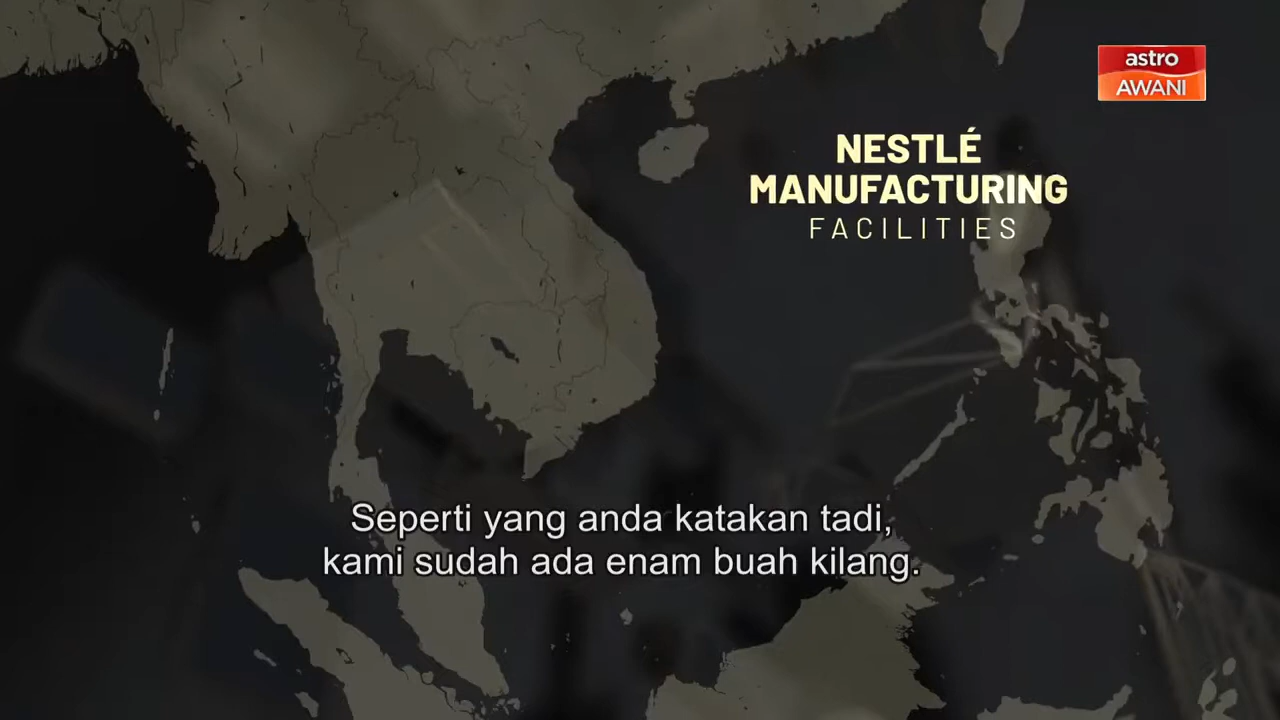 astro
AWANI
NESTLÉ
MANUFACTURING
FACILITIES
Seperti yang anda katakan tadi,
kami sudah ada enam buah kilang.